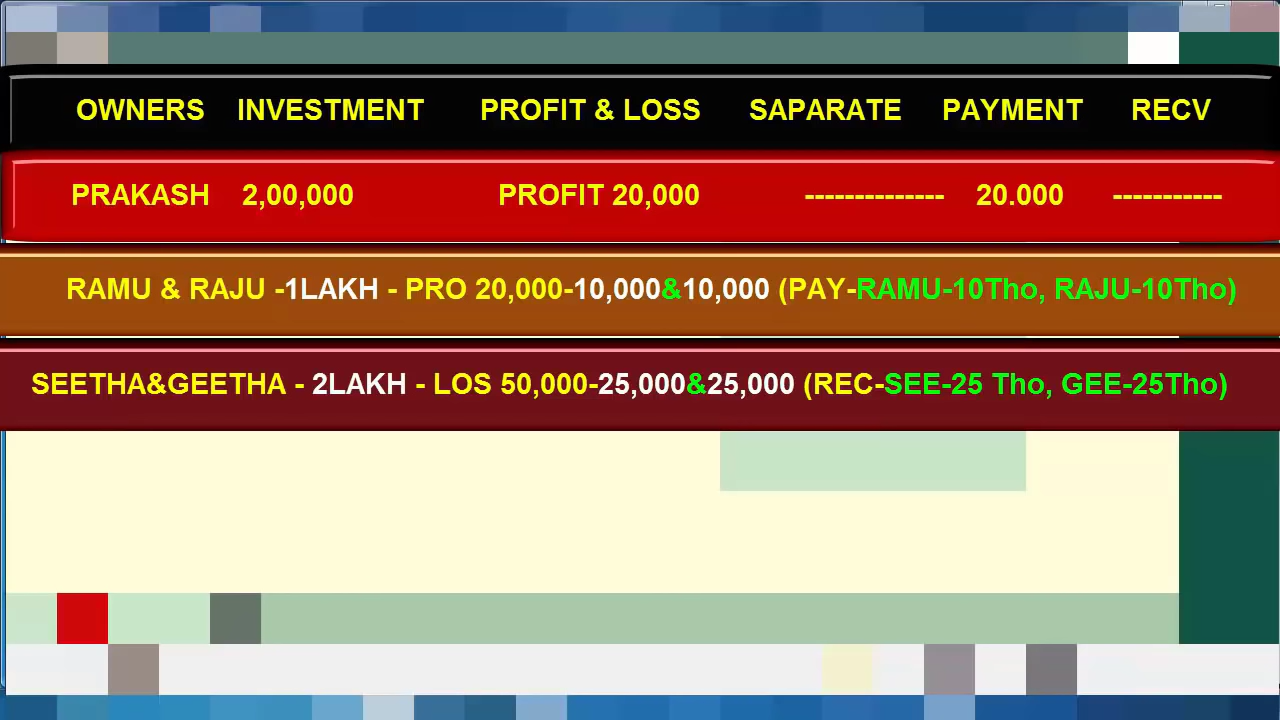 OWNERS INVESTMENT PROFIT & LOSS SAPARATE PAYMENT RECV
PRAKASH 2,00,000 PROFIT 20,000 -------------- 20.000 -----------
RAMU & RAJU -1LAKH - PRO 20,000-10,000&10,000 (PAY-RAMU-10Tho, RAJU-10Tho)
SEETHA&GEETHA - 2LAKH - LOS 50,000-25,000&25,000 (REC-SEE-25 Tho, GEE-25Tho)